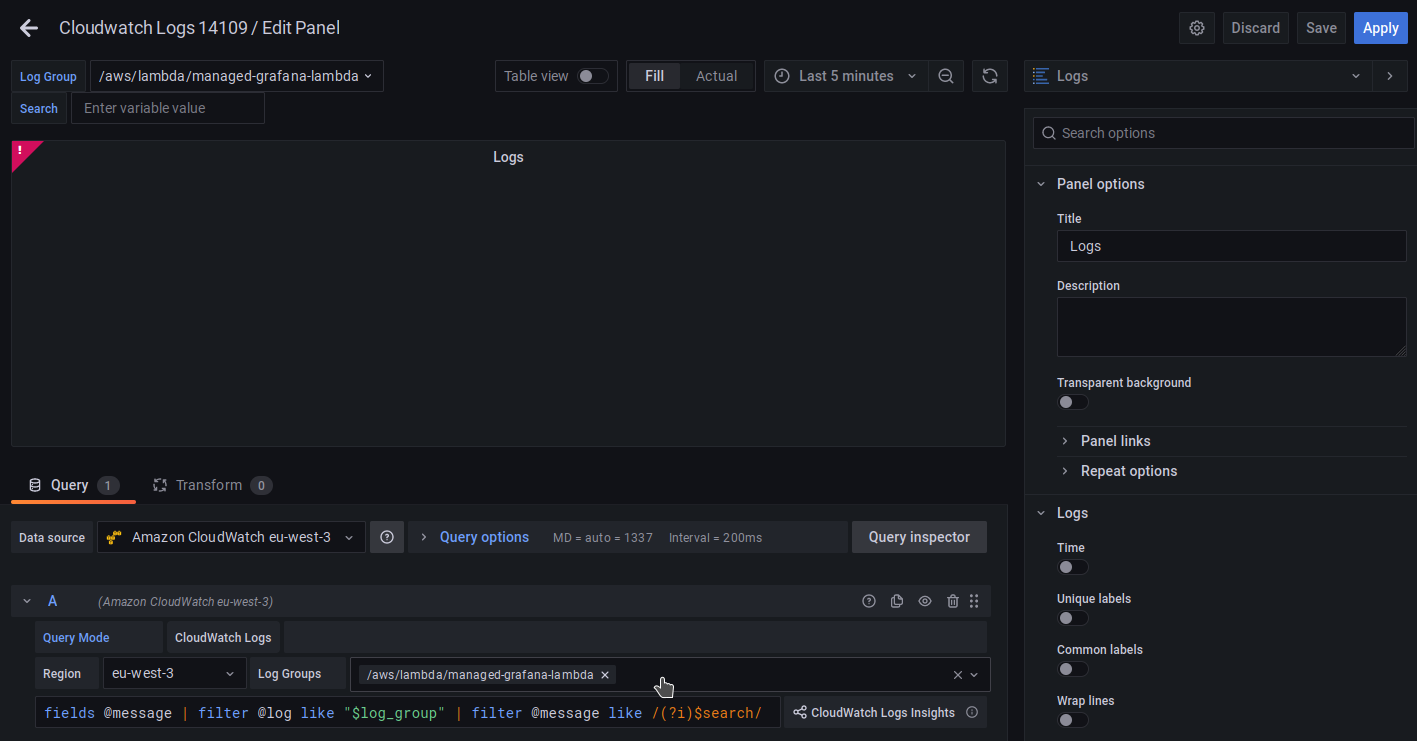 Cloudwatch Logs 14109 / Edit Panel
Discard
Save
Apply
Log Group
/aws/lambda/managed-grafana-lambda
Table view
Fill
Actual
Last 5 minutes
Logs
Search
Enter variable value
Search options
!
Logs
Panel options
Title
Logs
Description
Transparent background
Panel links
Repeat options
Query 1
Transform 0
Logs
Data source
Amazon CloudWatch eu-west-3
Query options
MD = auto = 1337
Interval = 200ms
Query inspector
Time
A
(Amazon CloudWatch eu-west-3)
Unique labels
Query Mode
CloudWatch Logs
Common labels
Region
eu-west-3
Log Groups
/aws/lambda/managed-grafana-lambda
Wrap lines
fields @message | filter @log like "$log_group" | filter @message like /(?i)$search/
CloudWatch Logs Insights